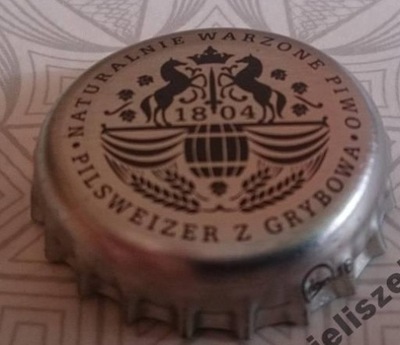 NATURALNIE WARZONE PIWO
1804
PILSWEIZER Z GRYBOWA